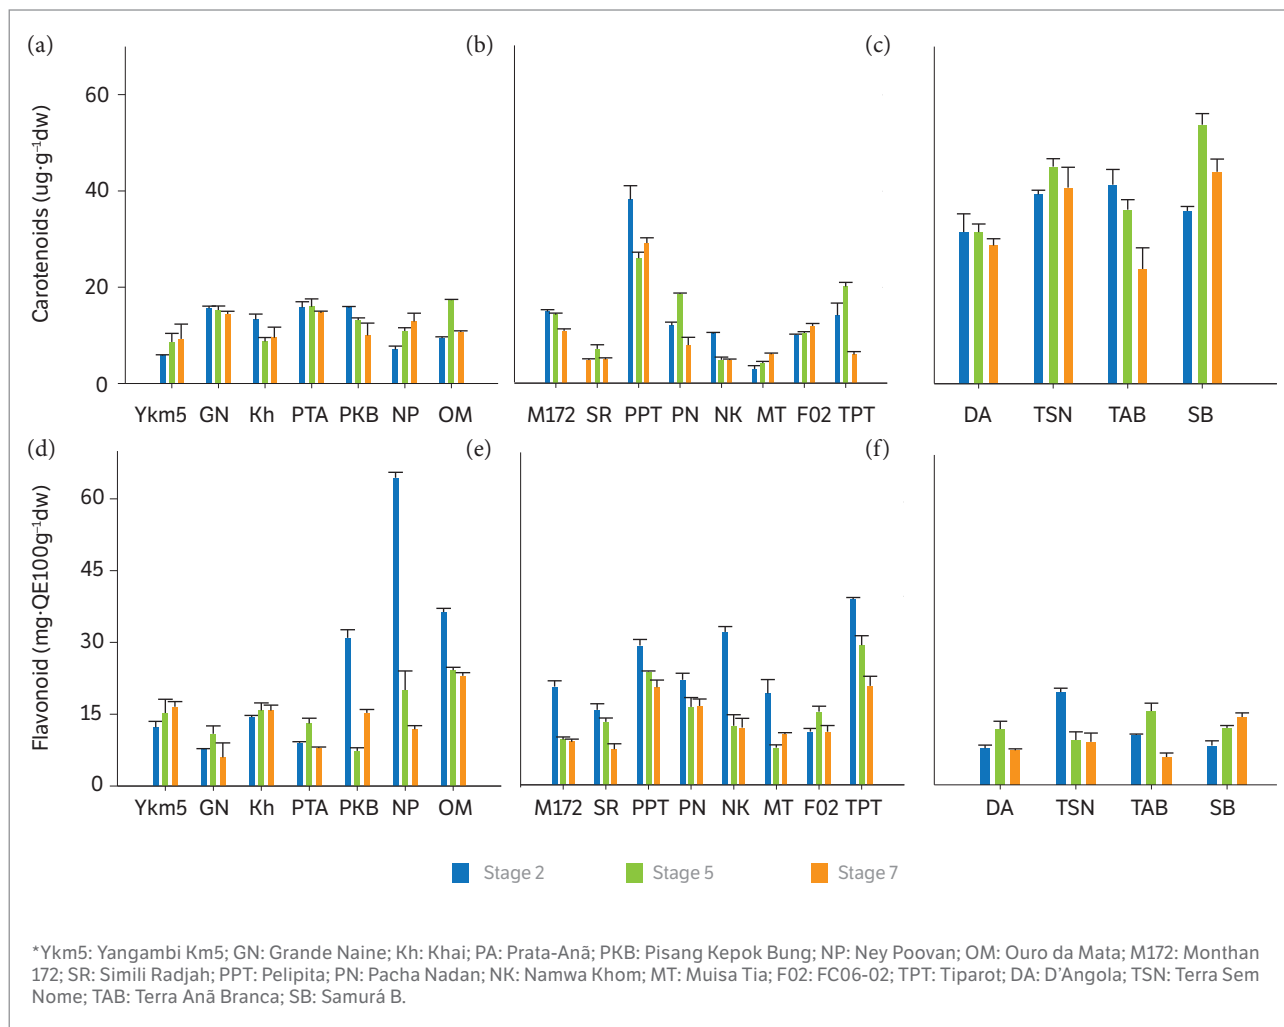 (a) (b) (c)
Carotenoids (ug·g⁻¹dw)
60
40
20
0
Ykm5 GN Kh PTA PKB NP OM M172 SR PPT PN NK MT F02 TPT DA TSN TAB SB
(d) (e) (f)
Flavonoid (mg·QE100g⁻¹dw)
60
45
30
15
0
Ykm5 GN Kh PTA PKB NP OM M172 SR PPT PN NK MT F02 TPT DA TSN TAB SB
Stage 2 Stage 5 Stage 7
*Ykm5: Yangambi Km5; GN: Grande Naine; Kh: Khai; PA: Prata-Anã; PKB: Pisang Kepok Bung; NP: Ney Poovan; OM: Ouro da Mata; M172: Monthan
172; SR: Simili Radjah; PPT: Pelipita; PN: Pacha Nadan; NK: Namwa Khom; MT: Muisa Tia; F02: FC06-02; TPT: Tiparot; DA: D’Angola; TSN: Terra Sem
Nome; TAB: Terra Anã Branca; SB: Samurá B.